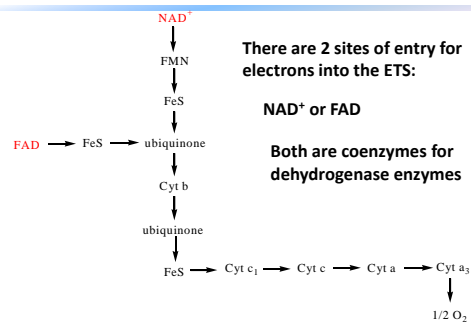 NAD⁺
FMN
FeS
FAD → FeS → ubiquinone
Cyt b
ubiquinone
FeS → Cyt c₁ → Cyt c → Cyt a → Cyt a₃
1/2 O₂
There are 2 sites of entry for
electrons into the ETS:
NAD⁺ or FAD
Both are coenzymes for
dehydrogenase enzymes